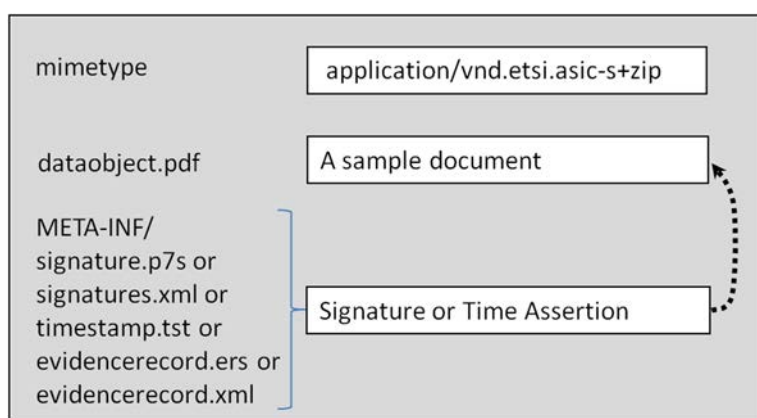 mimetype
application/vnd.etsi.asic-s+zip
dataobject.pdf
A sample document
META-INF/
signature.p7s or
signatures.xml or
timestamp.tst or
evidencerecord.ers or
evidencerecord.xml
Signature or Time Assertion